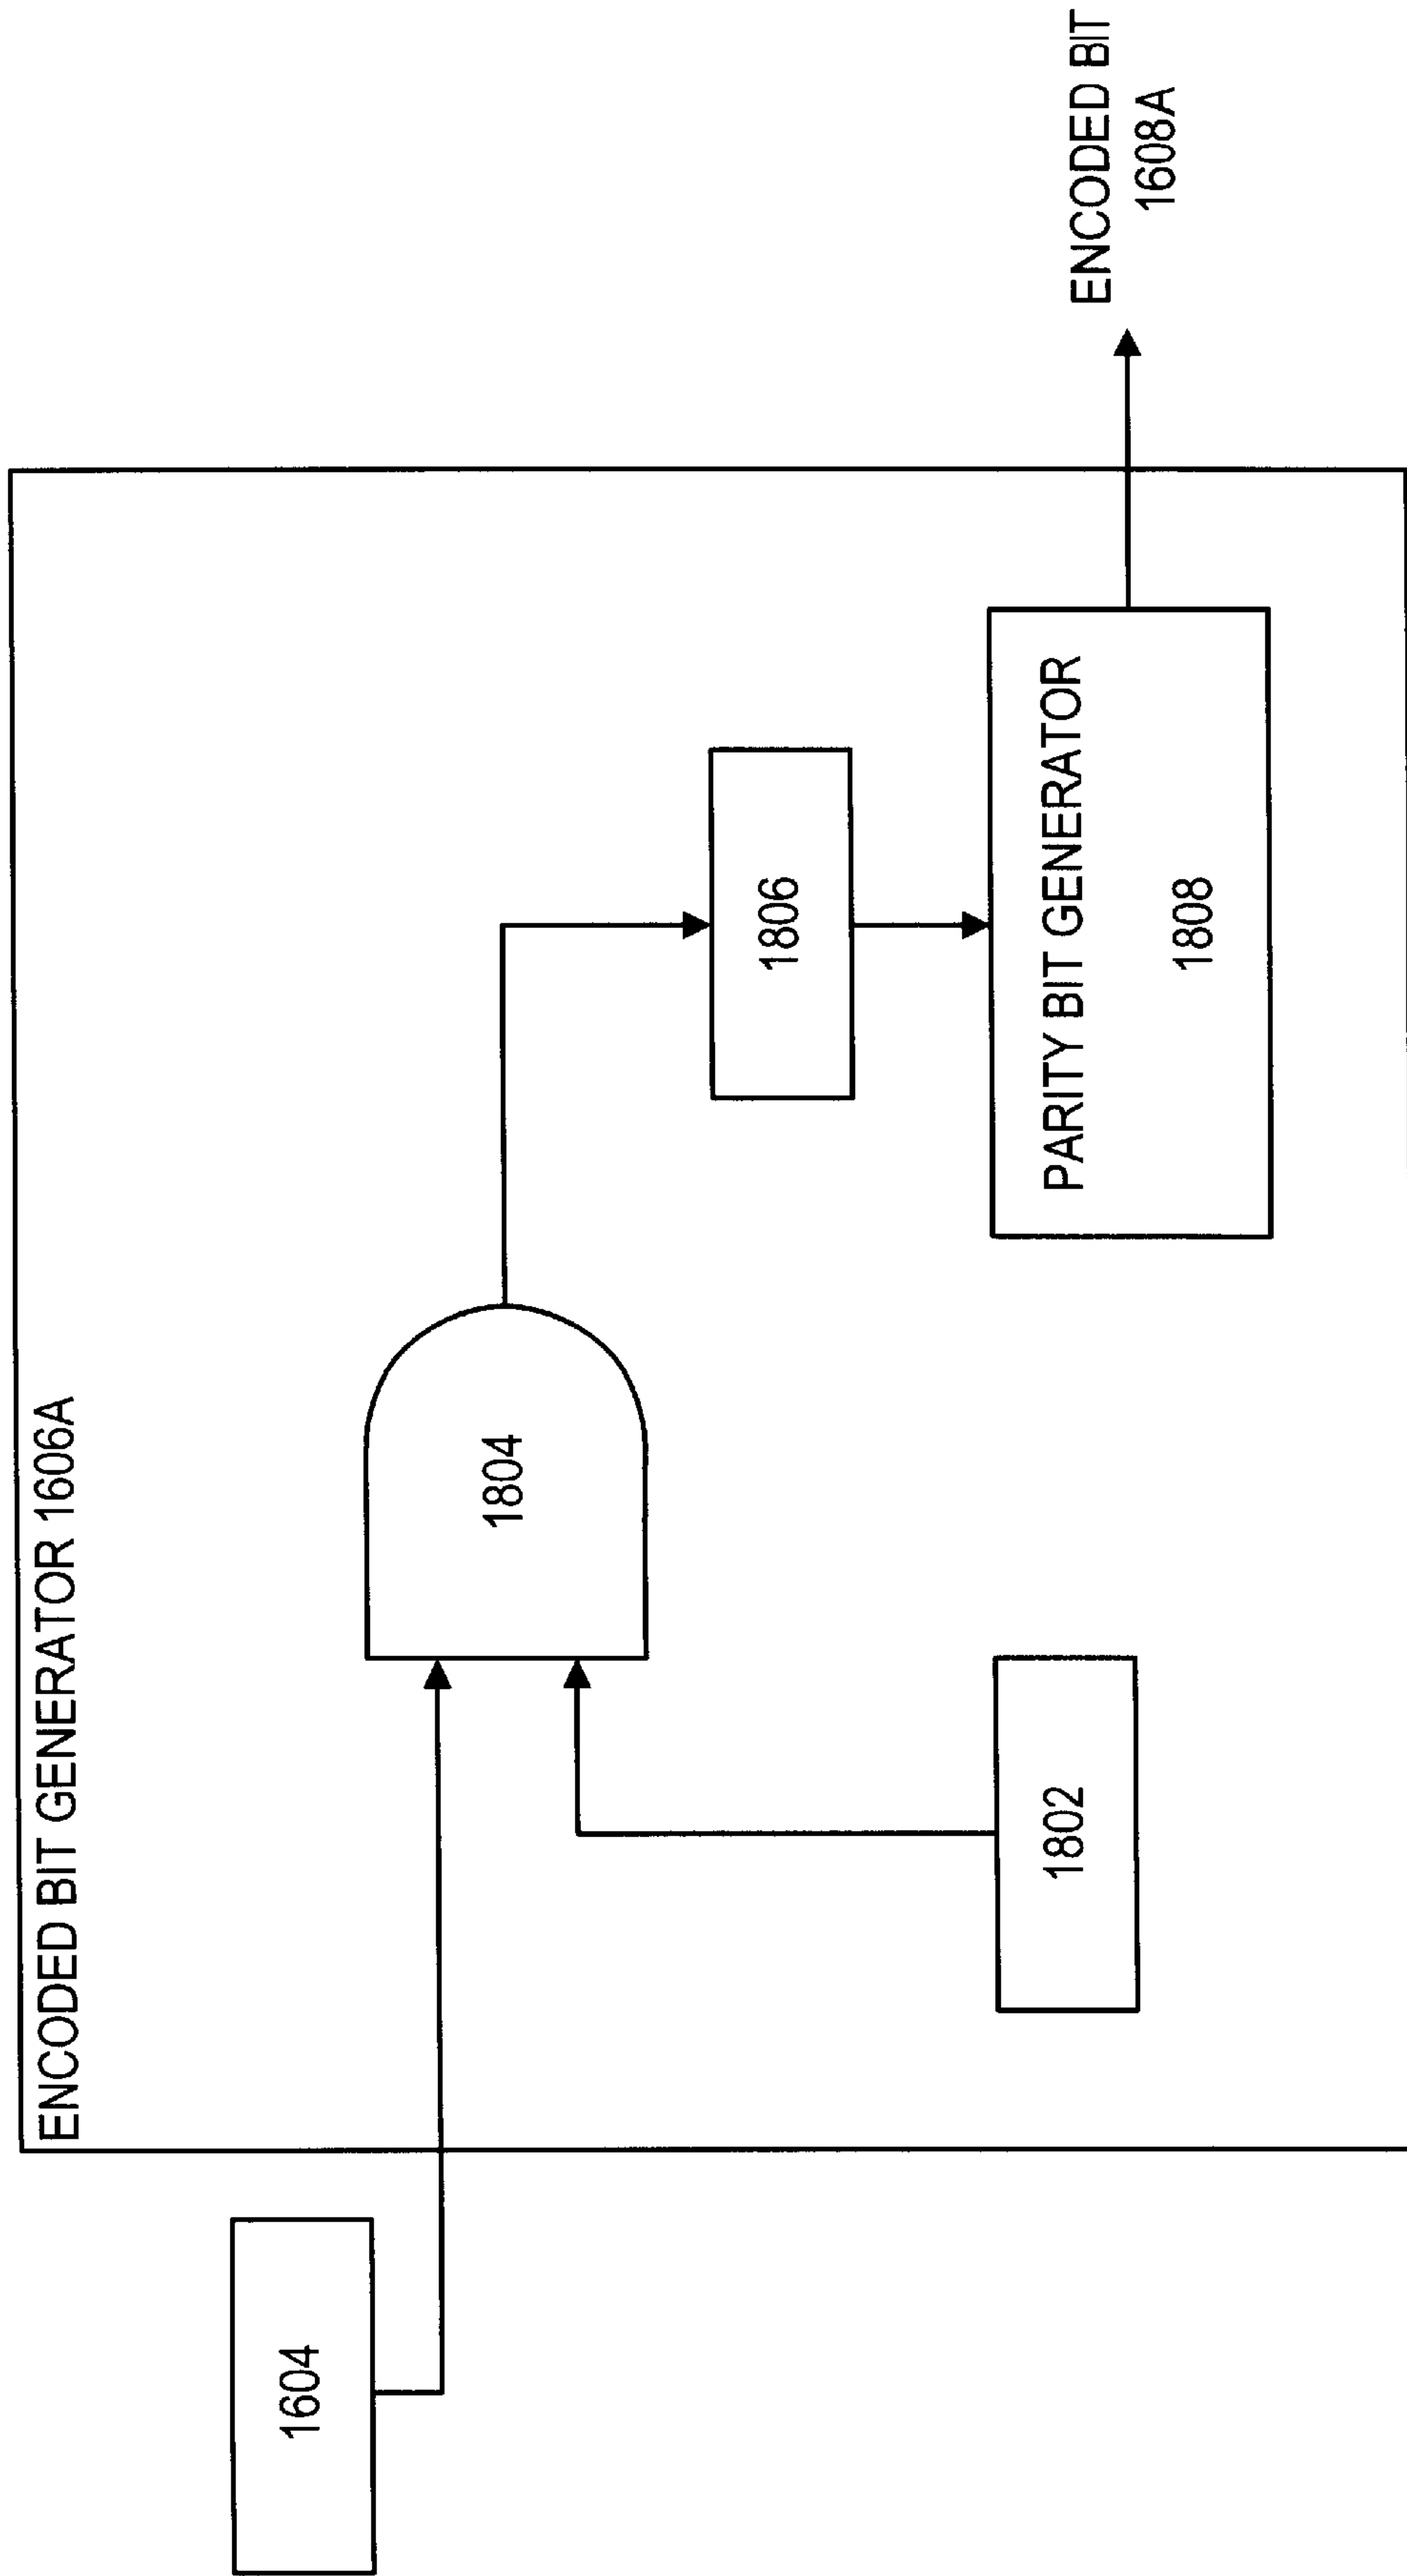 ENCODED BIT GENERATOR 1606A
1604
1804
1802
1806
PARITY BIT GENERATOR
1808
ENCODED BIT
1608A